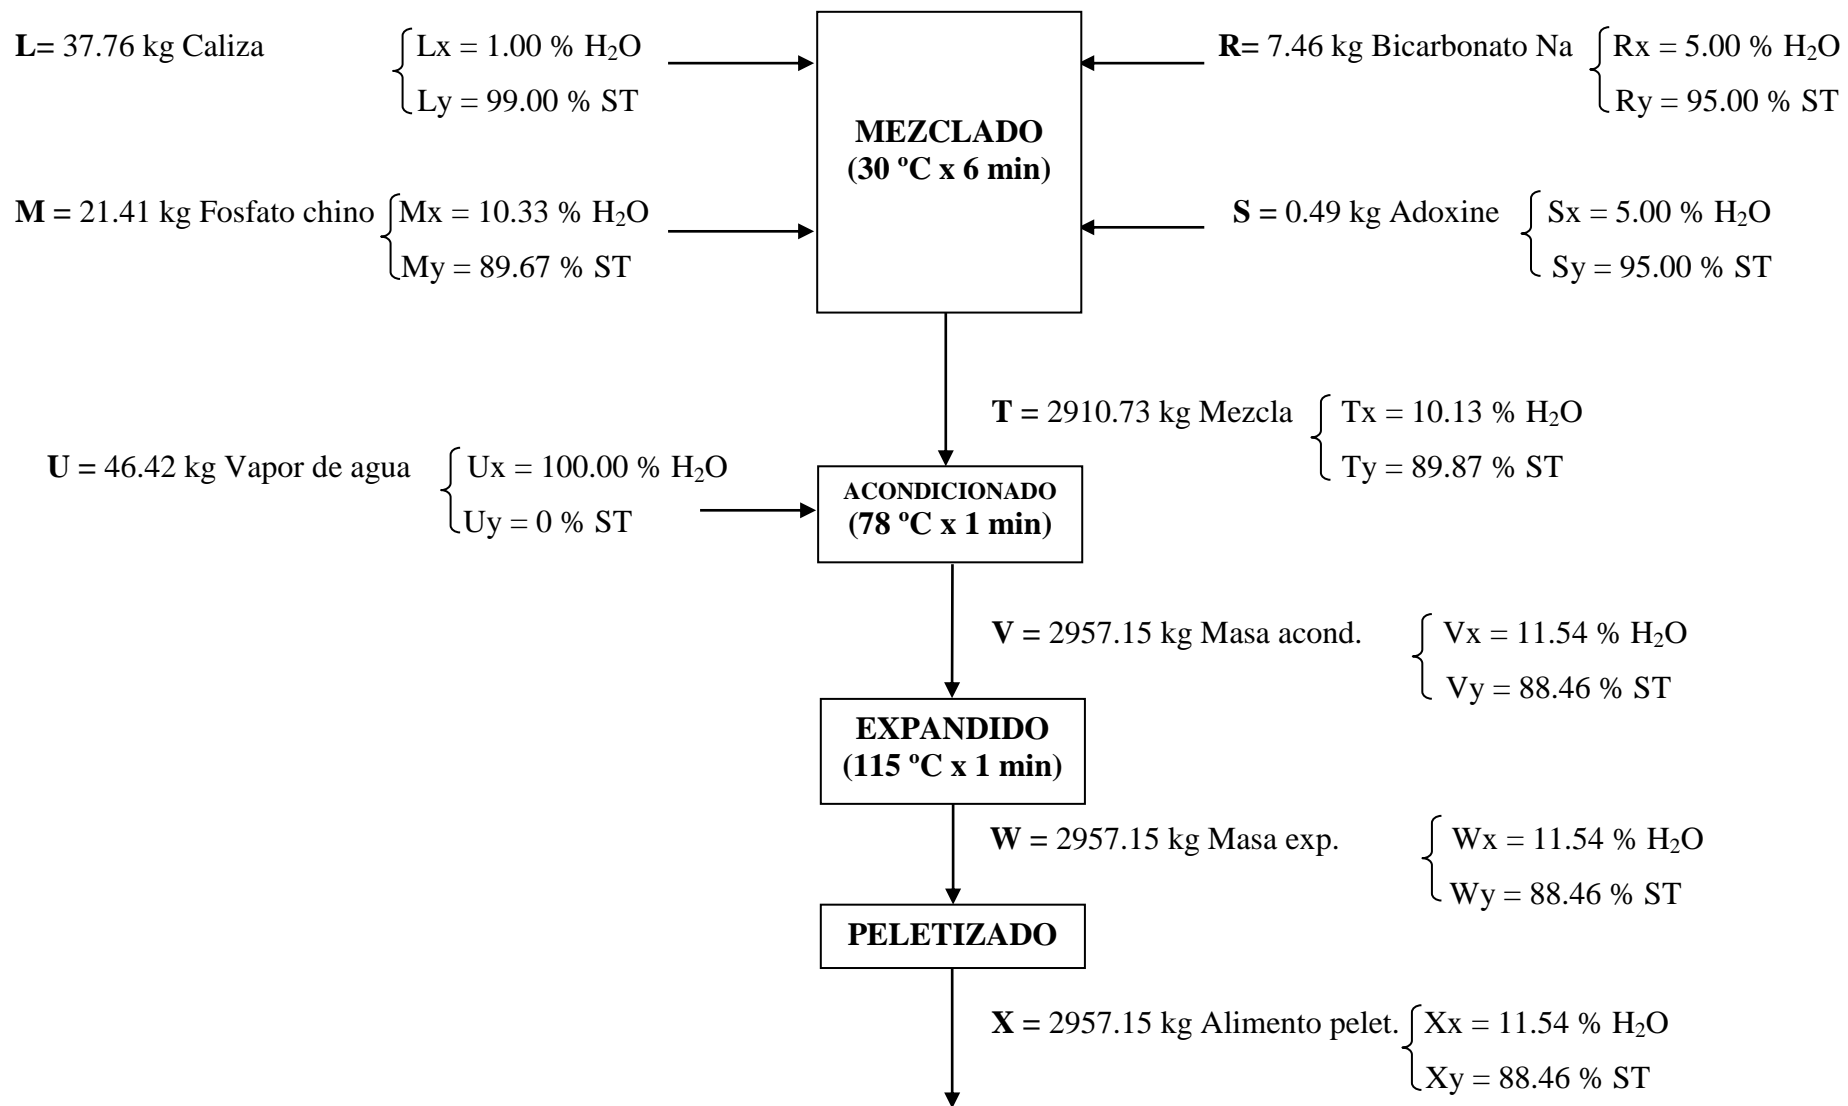 L= 37.76 kg Caliza
Lx = 1.00 % H₂O
Ly = 99.00 % ST
R= 7.46 kg Bicarbonato Na
Rx = 5.00 % H₂O
Ry = 95.00 % ST
MEZCLADO
(30 ºC x 6 min)
M = 21.41 kg Fosfato chino
Mx = 10.33 % H₂O
My = 89.67 % ST
S = 0.49 kg Adoxine
Sx = 5.00 % H₂O
Sy = 95.00 % ST
T = 2910.73 kg Mezcla
Tx = 10.13 % H₂O
Ty = 89.87 % ST
U = 46.42 kg Vapor de agua
Ux = 100.00 % H₂O
Uy = 0 % ST
ACONDICIONADO
(78 ºC x 1 min)
V = 2957.15 kg Masa acond.
Vx = 11.54 % H₂O
Vy = 88.46 % ST
EXPANDIDO
(115 ºC x 1 min)
W = 2957.15 kg Masa exp.
Wx = 11.54 % H₂O
Wy = 88.46 % ST
PELETIZADO
X = 2957.15 kg Alimento pelet.
Xx = 11.54 % H₂O
Xy = 88.46 % ST